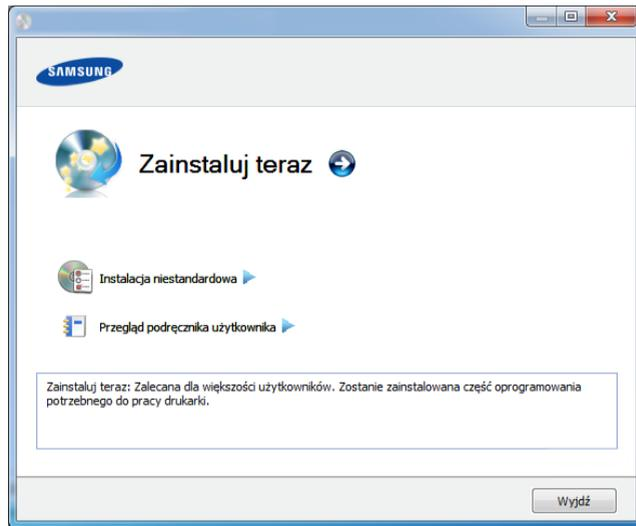 SAMSUNG
Zainstaluj teraz
Instalacja niestandardowa
Przegląd podręcznika użytkownika
Zainstaluj teraz: Zalecana dla większości użytkowników. Zostanie zainstalowana część oprogramowania
potrzebnego do pracy drukarki.
Wyjdź